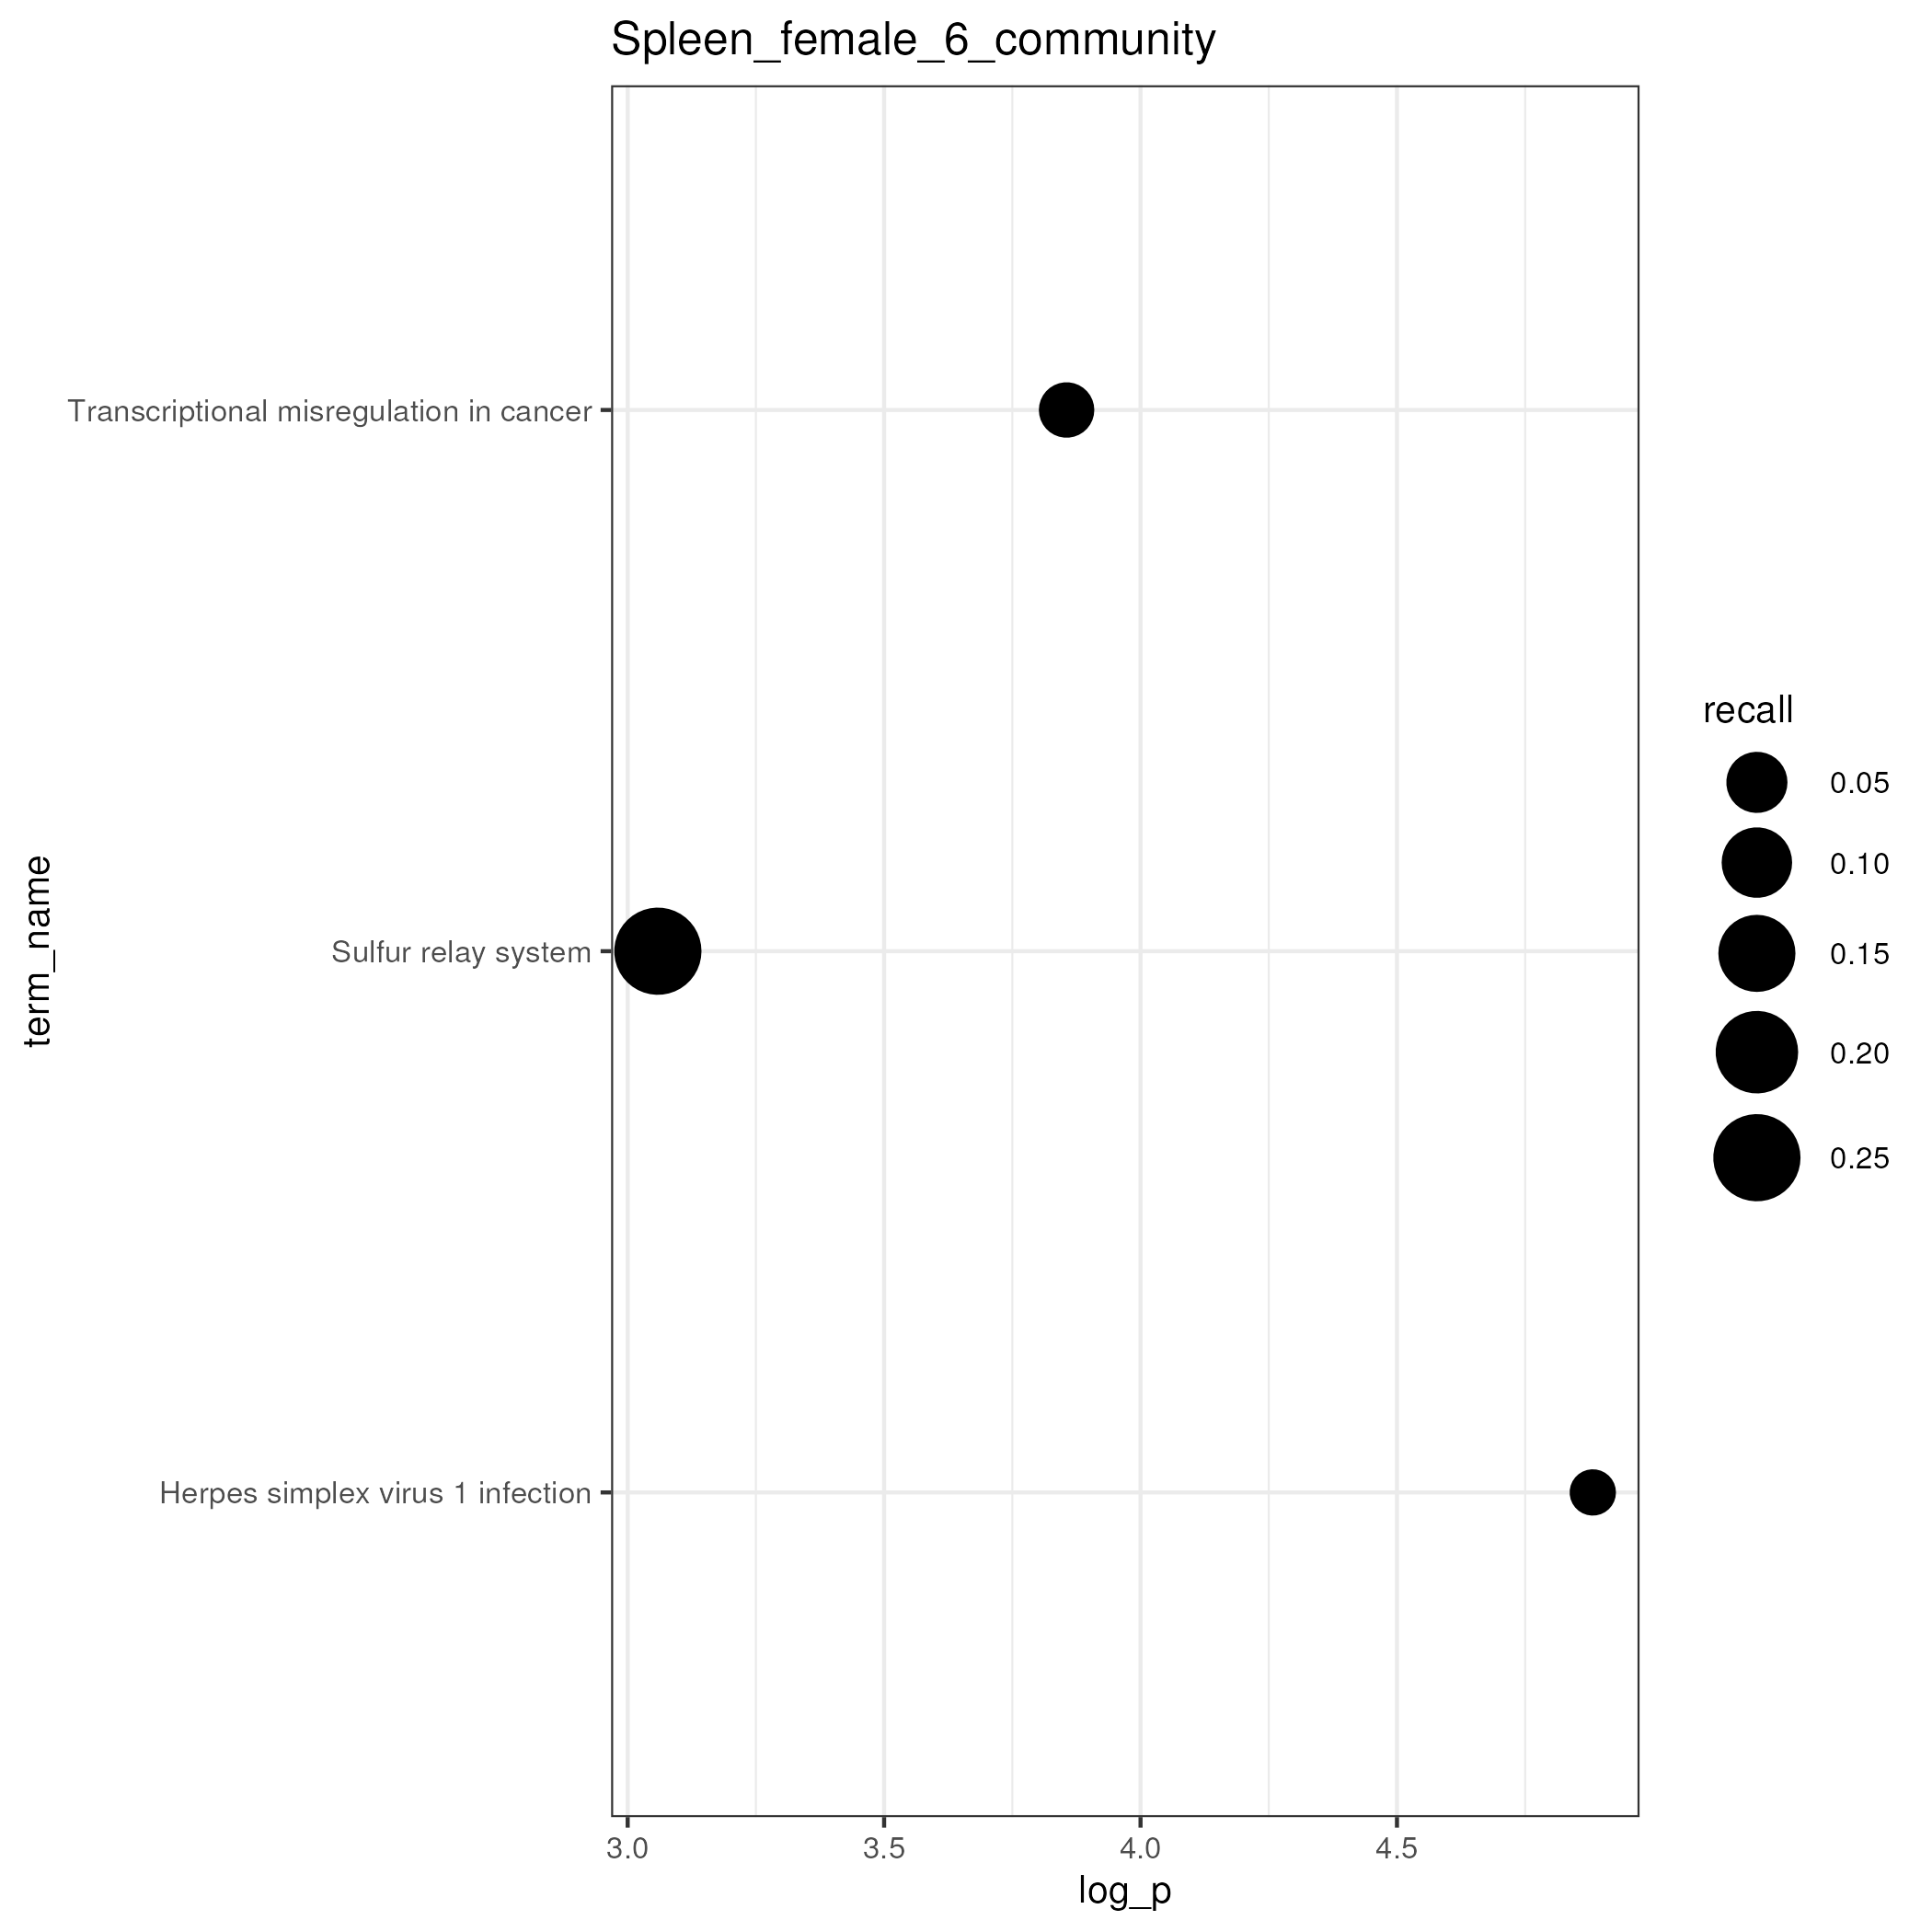 Spleen_female_6_community
term_name
Transcriptional misregulation in cancer
Sulfur relay system
Herpes simplex virus 1 infection
3.0
3.5
4.0
4.5
log_p
recall
0.05
0.10
0.15
0.20
0.25